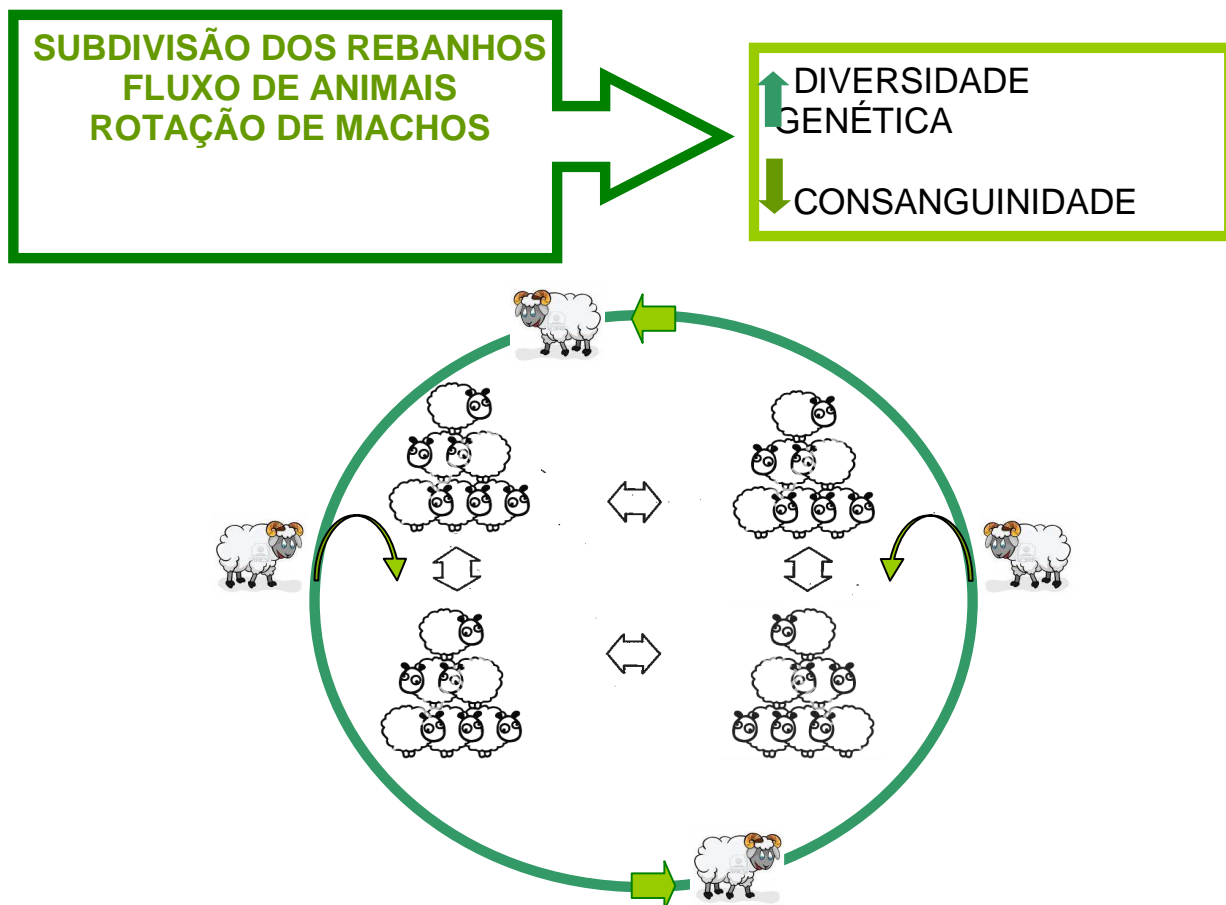 SUBDIVISÃO DOS REBANHOS
FLUXO DE ANIMAIS
ROTAÇÃO DE MACHOS
DIVERSIDADE
GENÉTICA
CONSANGUINIDADE